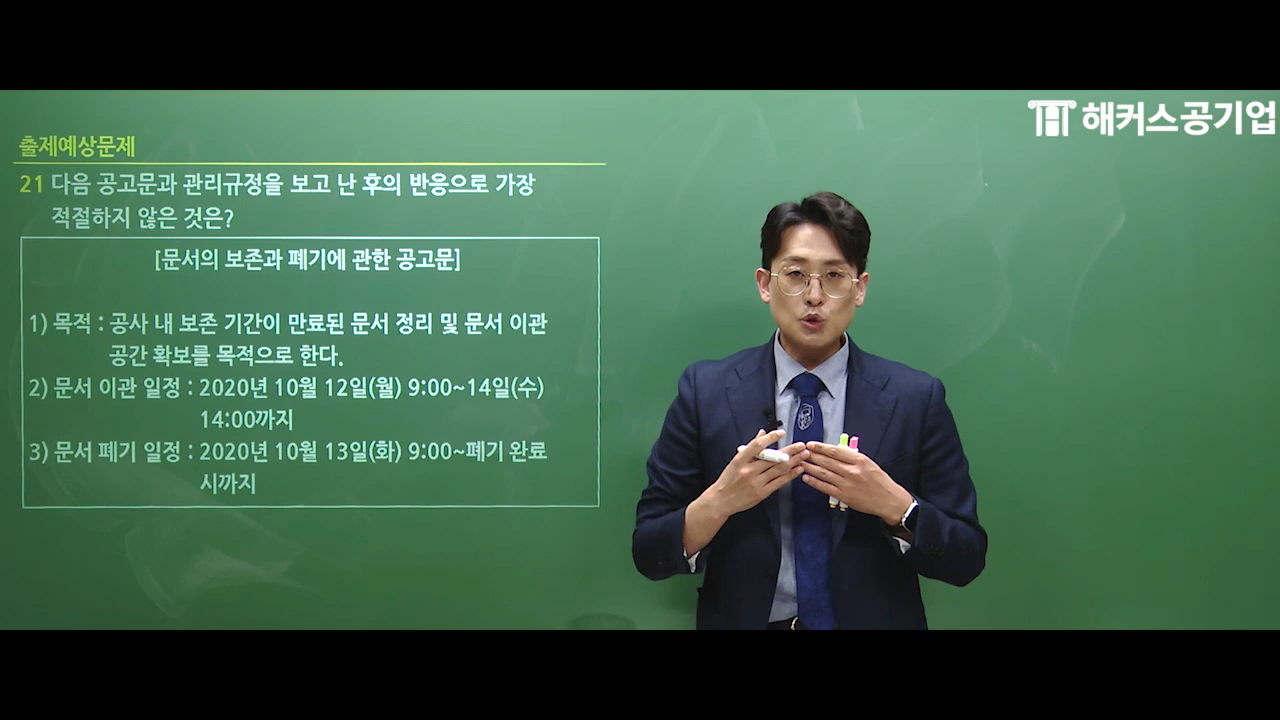 해커스공기업
출제예상문제
21 다음 공고문과 관리규정을 보고 난 후의 반응으로 가장
적절하지 않은 것은?
[문서의 보존과 폐기에 관한 공고문]
1) 목적 : 공사 내 보존 기간이 만료된 문서 정리 및 문서 이관
공간 확보를 목적으로 한다.
2) 문서 이관 일정 : 2020년 10월 12일(월) 9:00~14일(수)
14:00까지
3) 문서 폐기 일정 : 2020년 10월 13일(화) 9:00~폐기 완료
시까지